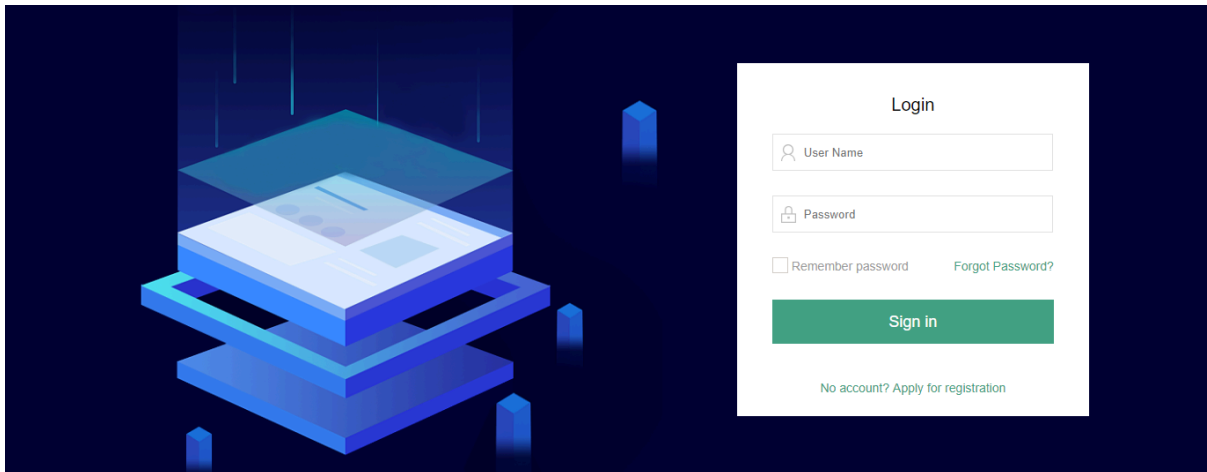 Login
User Name
Password
Remember password Forgot Password?
Sign in
No account? Apply for registration